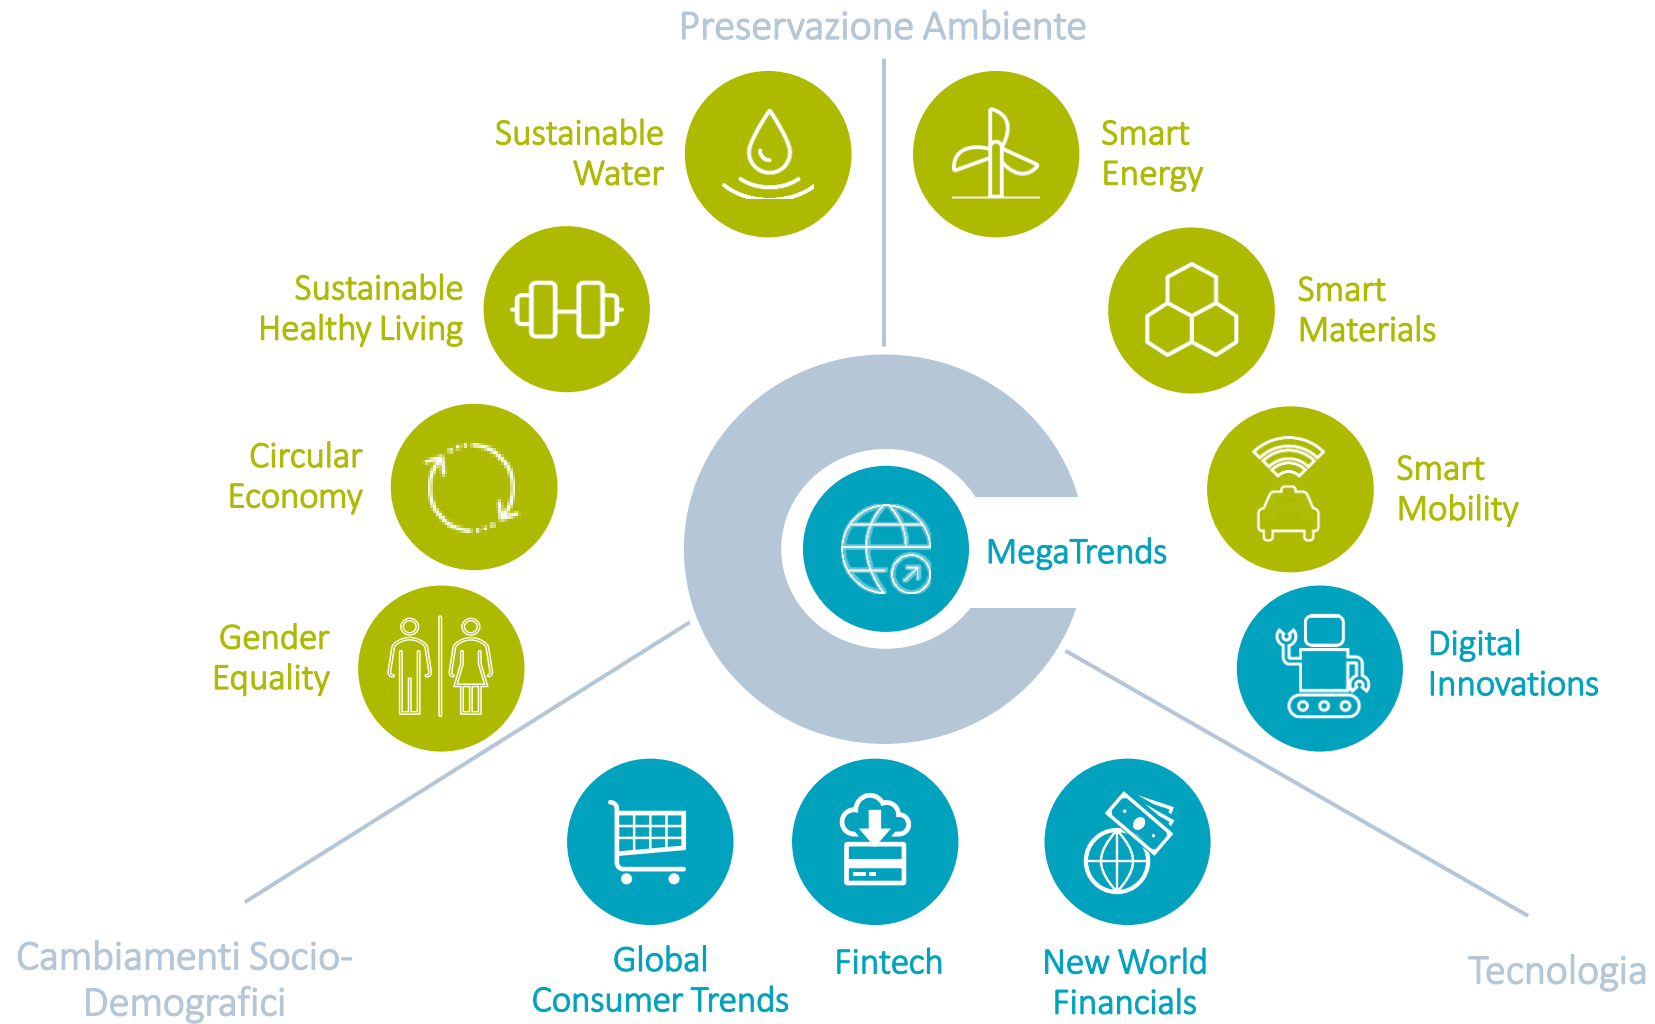 Preservazione Ambiente
Sustainable
Water
Smart
Energy
Sustainable
Healthy Living
Smart
Materials
Circular
Economy
Smart
Mobility
MegaTrends
Gender
Equality
Digital
Innovations
Global
Consumer Trends
Fintech
New World
Financials
Cambiamenti Socio-
Demografici
Tecnologia